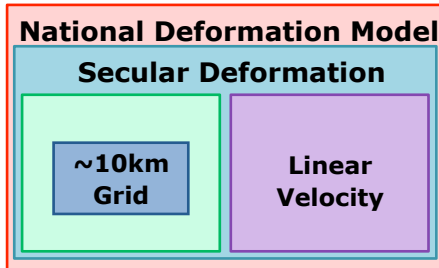 National Deformation Model
Secular Deformation
~10km
Grid
Linear
Velocity